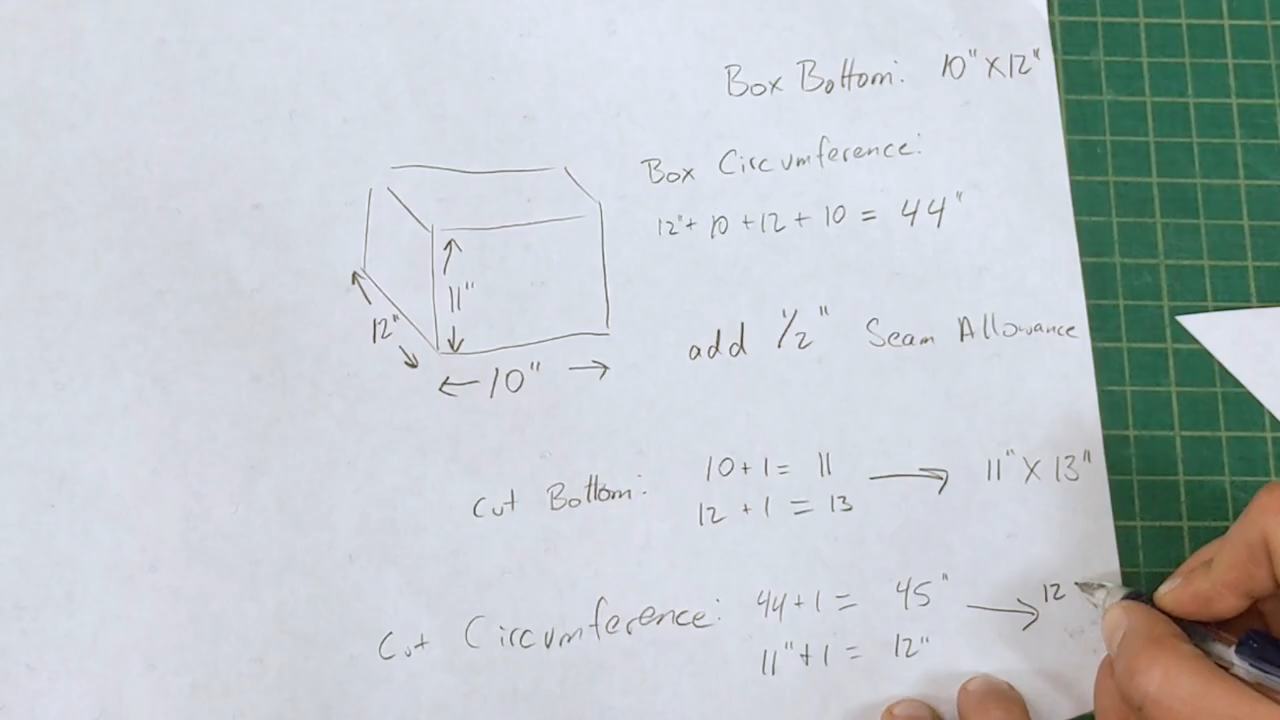 Box Bottom: 10" X 12"
Box Circumference:
12" + 10 + 12 + 10 = 44"
11"
12"
10"
add 1/2" Seam Allowance
Cut Bottom: 10 + 1 = 11 → 11" X 13"
12 + 1 = 13
Cut Circumference: 44 + 1 = 45" → 12
11" + 1 = 12"